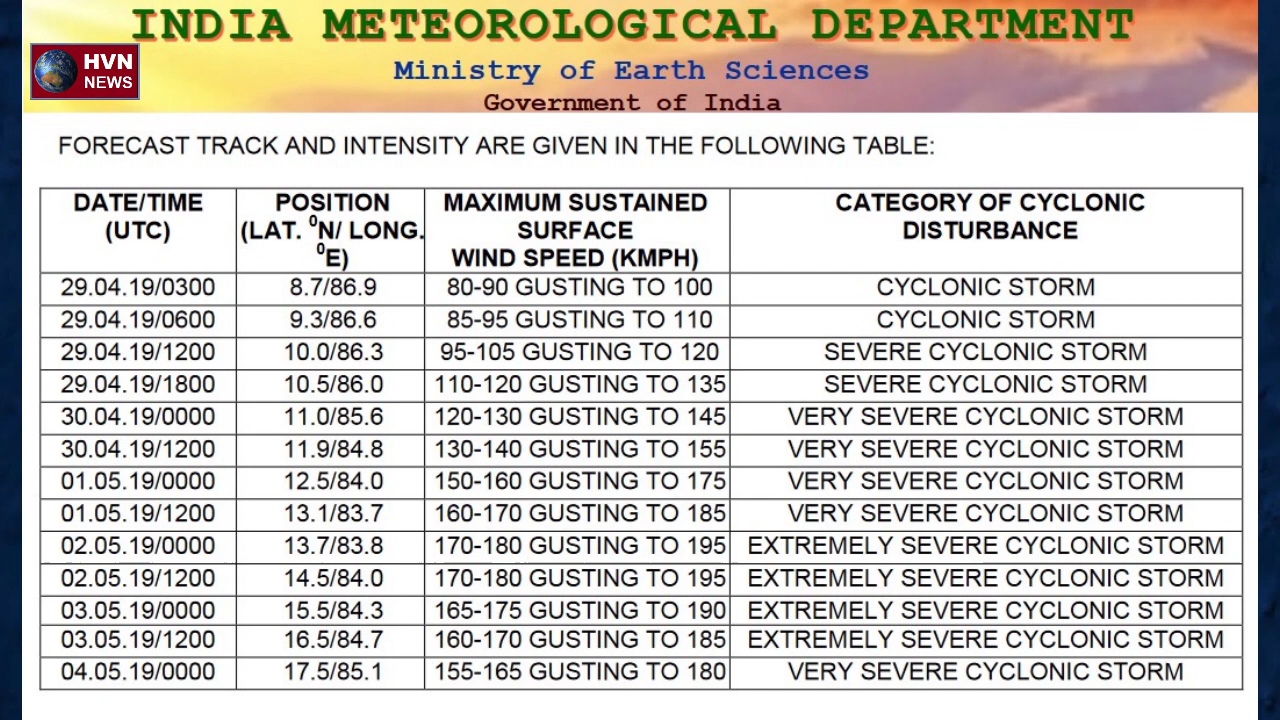 INDIA METEOROLOGICAL DEPARTMENT
HVN
NEWS
Ministry of Earth Sciences
Government of India
FORECAST TRACK AND INTENSITY ARE GIVEN IN THE FOLLOWING TABLE:
DATE/TIME (UTC) POSITION (LAT. ⁰N/ LONG. ⁰E) MAXIMUM SUSTAINED SURFACE WIND SPEED (KMPH) CATEGORY OF CYCLONIC DISTURBANCE
29.04.19/0300 8.7/86.9 80-90 GUSTING TO 100 CYCLONIC STORM
29.04.19/0600 9.3/86.6 85-95 GUSTING TO 110 CYCLONIC STORM
29.04.19/1200 10.0/86.3 95-105 GUSTING TO 120 SEVERE CYCLONIC STORM
29.04.19/1800 10.5/86.0 110-120 GUSTING TO 135 SEVERE CYCLONIC STORM
30.04.19/0000 11.0/85.6 120-130 GUSTING TO 145 VERY SEVERE CYCLONIC STORM
30.04.19/1200 11.9/84.8 130-140 GUSTING TO 155 VERY SEVERE CYCLONIC STORM
01.05.19/0000 12.5/84.0 150-160 GUSTING TO 175 VERY SEVERE CYCLONIC STORM
01.05.19/1200 13.1/83.7 160-170 GUSTING TO 185 VERY SEVERE CYCLONIC STORM
02.05.19/0000 13.7/83.8 170-180 GUSTING TO 195 EXTREMELY SEVERE CYCLONIC STORM
02.05.19/1200 14.5/84.0 170-180 GUSTING TO 195 EXTREMELY SEVERE CYCLONIC STORM
03.05.19/0000 15.5/84.3 165-175 GUSTING TO 190 EXTREMELY SEVERE CYCLONIC STORM
03.05.19/1200 16.5/84.7 160-170 GUSTING TO 185 EXTREMELY SEVERE CYCLONIC STORM
04.05.19/0000 17.5/85.1 155-165 GUSTING TO 180 VERY SEVERE CYCLONIC STORM